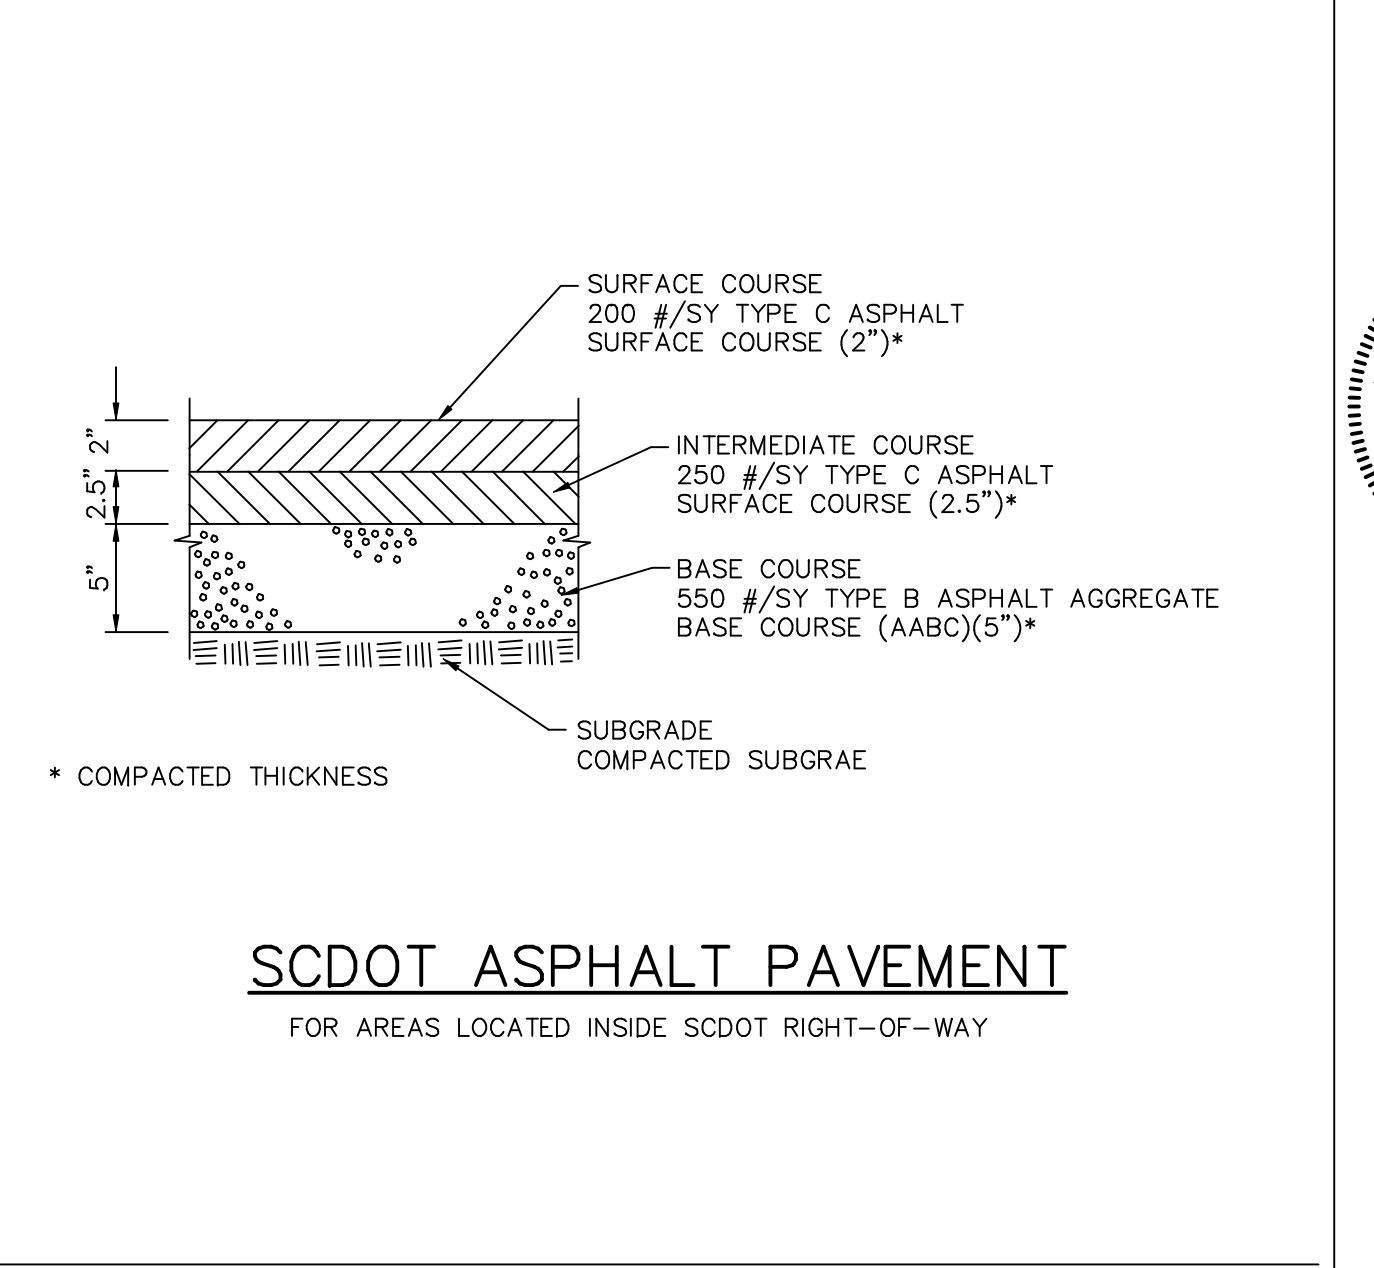 SURFACE COURSE
200 #/SY TYPE C ASPHALT
SURFACE COURSE (2")*
2"
2.5"
5"
INTERMEDIATE COURSE
250 #/SY TYPE C ASPHALT
SURFACE COURSE (2.5")*
BASE COURSE
550 #/SY TYPE B ASPHALT AGGREGATE
BASE COURSE (AABC)(5")*
SUBGRADE
COMPACTED SUBGRAE
* COMPACTED THICKNESS
SCDOT ASPHALT PAVEMENT
FOR AREAS LOCATED INSIDE SCDOT RIGHT-OF-WAY